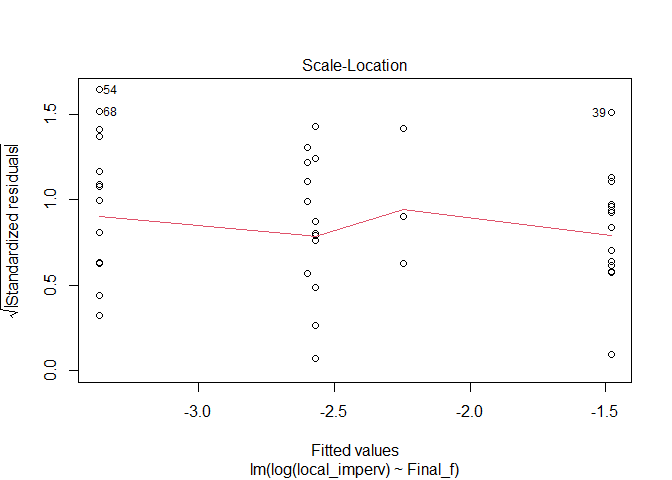 Scale-Location
54
68
39
√|Standardized residuals|
1.5
1.0
0.5
0.0
-3.0 -2.5 -2.0 -1.5
Fitted values
lm(log(local_imperv) ~ Final_f)